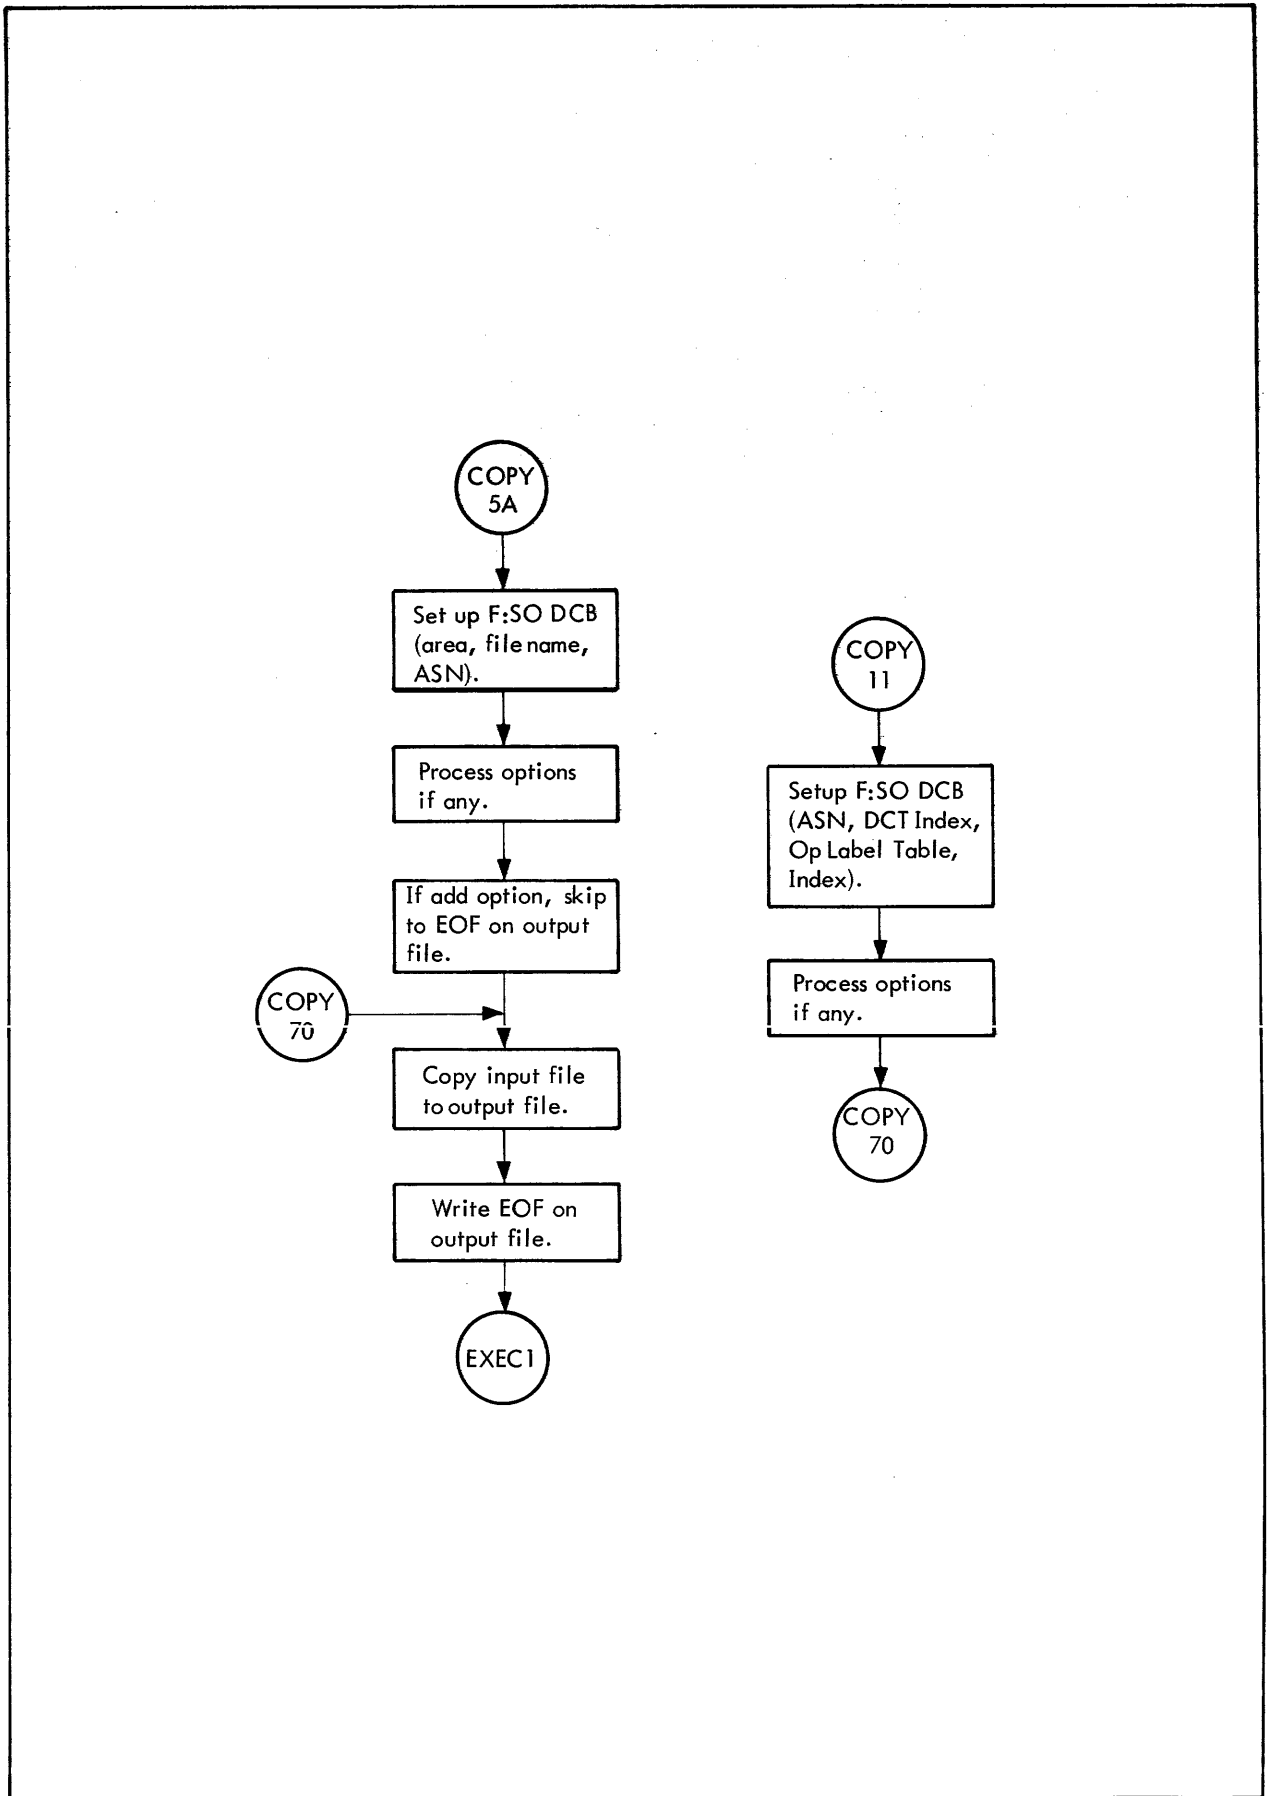 COPY
5A
Set up F:SO DCB
(area, file name,
ASN).
Process options
if any.
If add option, skip
to EOF on output
file.
COPY
70
Copy input file
to output file.
Write EOF on
output file.
EXEC1
COPY
11
Setup F:SO DCB
(ASN, DCT Index,
Op Label Table,
Index).
Process options
if any.
COPY
70